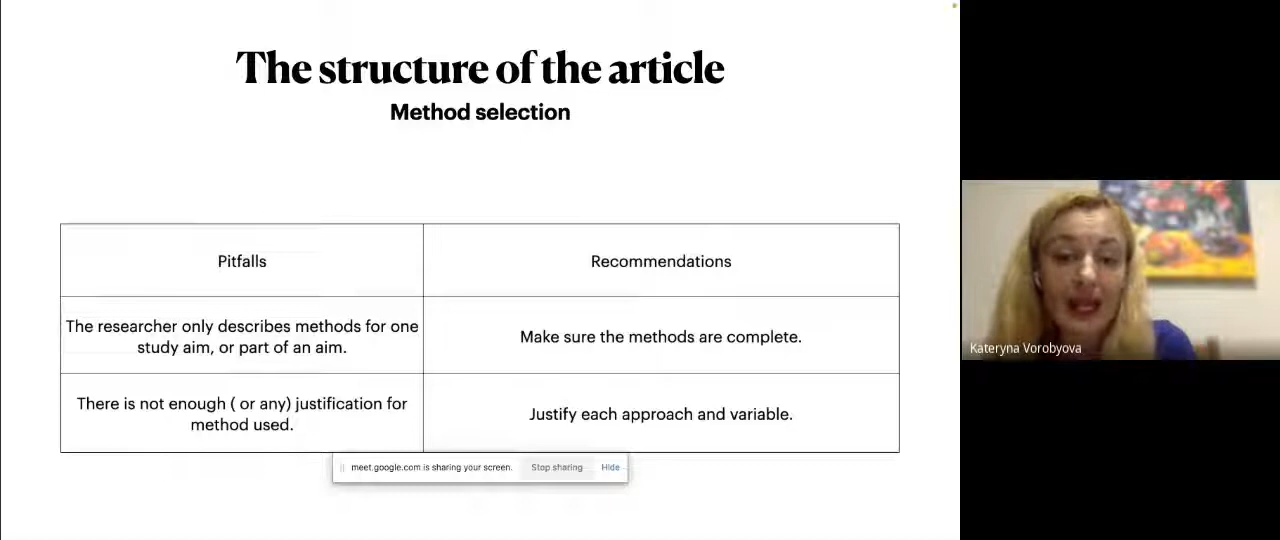 The structure of the article
Method selection
Pitfalls
Recommendations
The researcher only describes methods for one
study aim, or part of an aim.
Make sure the methods are complete.
There is not enough ( or any) justification for
method used.
Justify each approach and variable.
meet.google.com is sharing your screen.
Stop sharing
Hide
Kateryna Vorobyova